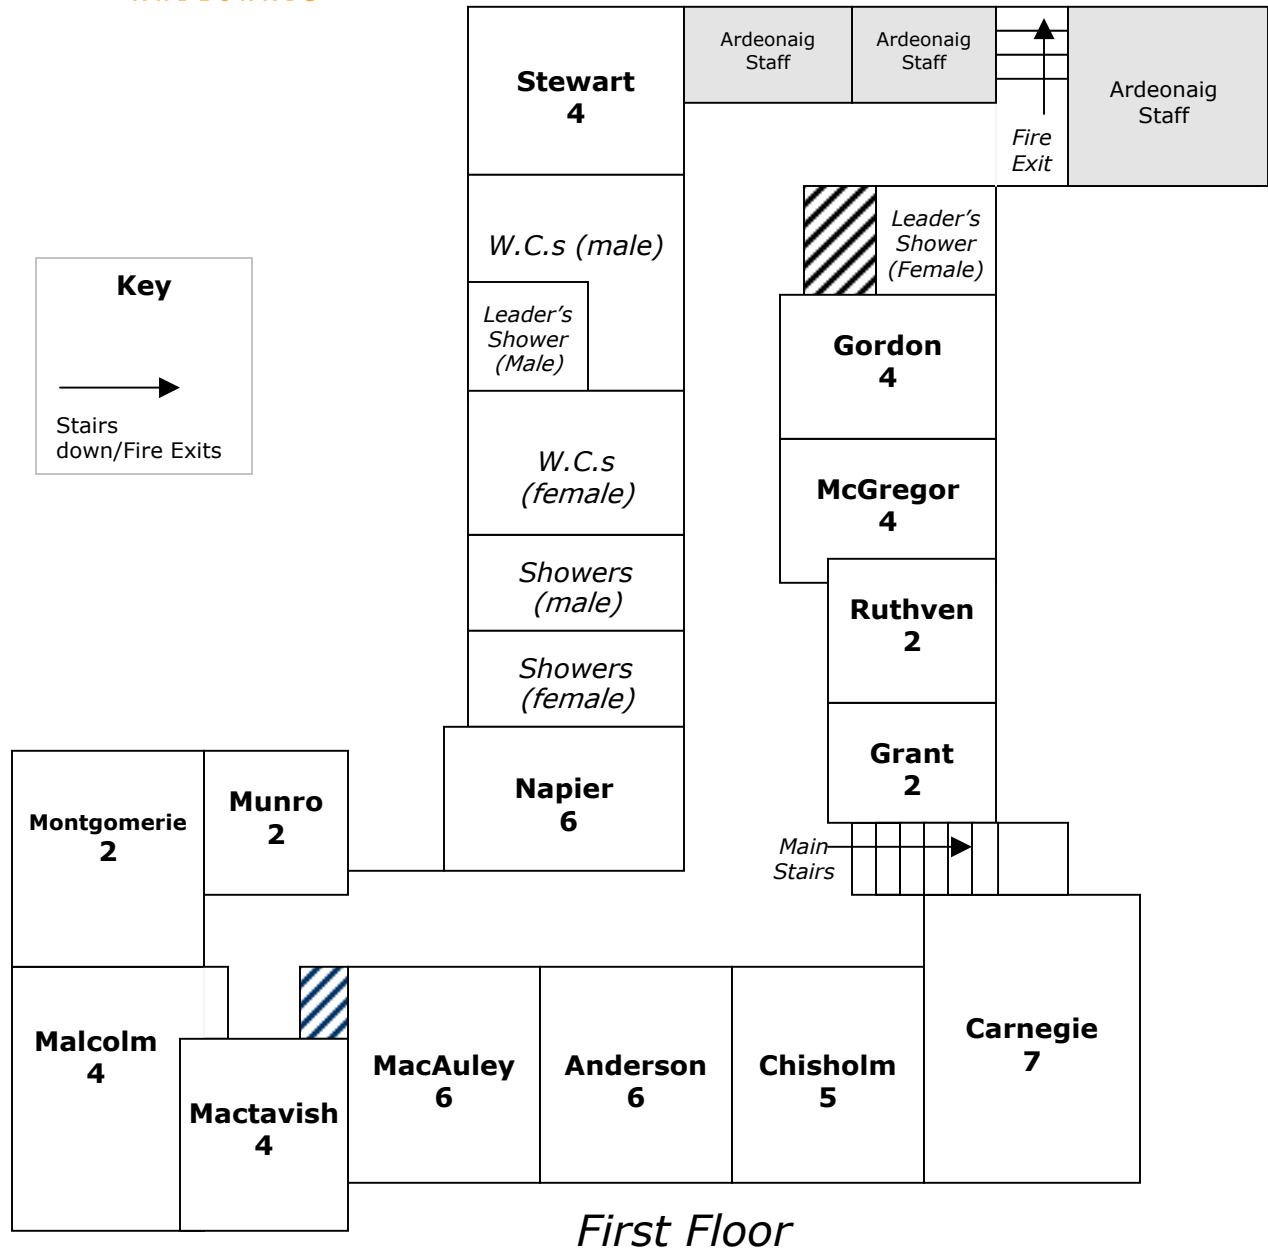 Stewart
4
Ardeonaig
Staff
Ardeonaig
Staff
Fire
Exit
Ardeonaig
Staff
W.C.s (male)
Leader's
Shower
(Female)
Key
Stairs
down/Fire Exits
Leader's
Shower
(Male)
Gordon
4
W.C.s
(female)
McGregor
4
Showers
(male)
Ruthven
2
Showers
(female)
Grant
2
Montgomerie
2
Munro
2
Napier
6
Main
Stairs
Malcolm
4
Mactavish
4
MacAuley
6
Anderson
6
Chisholm
5
Carnegie
7
First Floor